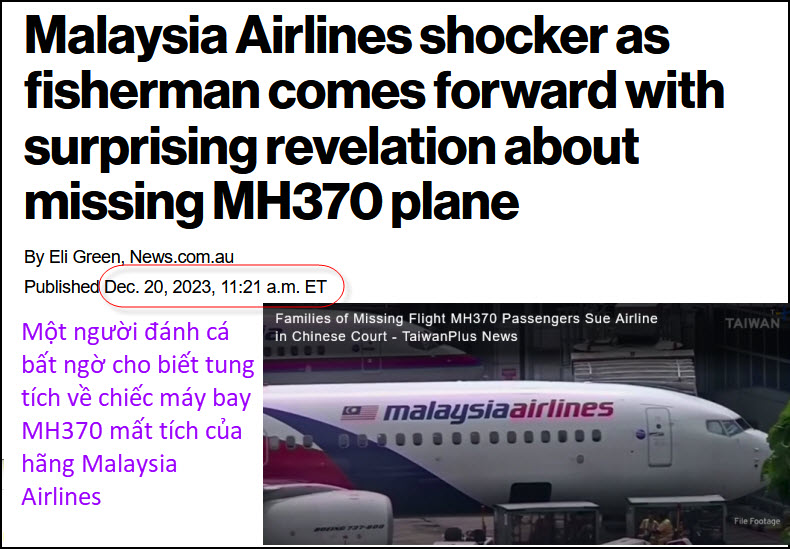 Malaysia Airlines shocker as
fisherman comes forward with
surprising revelation about
missing MH370 plane
By Eli Green, News.com.au
Published Dec. 20, 2023, 11:21 a.m. ET
Một người đánh cá
bất ngờ cho biết tung
tích về chiếc máy bay
MH370 mất tích của
hãng Malaysia
Airlines
Families of Missing Flight MH370 Passengers Sue Airline
in Chinese Court - TaiwanPlus News
TAIWAN
malaysiaairlines
BOEING 737-800
File Footage